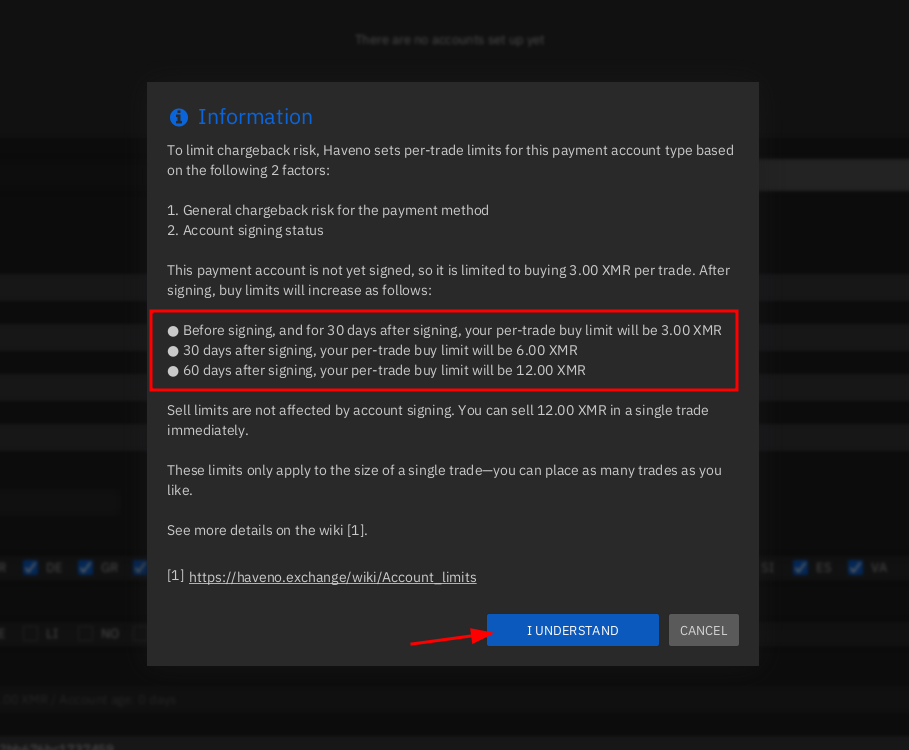 There are no accounts set up yet
Information
To limit chargeback risk, Haveno sets per-trade limits for this payment account type based
on the following 2 factors:
1. General chargeback risk for the payment method
2. Account signing status
This payment account is not yet signed, so it is limited to buying 3.00 XMR per trade. After
signing, buy limits will increase as follows:
● Before signing, and for 30 days after signing, your per-trade buy limit will be 3.00 XMR
● 30 days after signing, your per-trade buy limit will be 6.00 XMR
● 60 days after signing, your per-trade buy limit will be 12.00 XMR
Sell limits are not affected by account signing. You can sell 12.00 XMR in a single trade
immediately.
These limits only apply to the size of a single trade—you can place as many trades as you
like.
See more details on the wiki [1].
DE GR SI ES VA
[1] https://haveno.exchange/wiki/Account_limits
I UNDERSTAND CANCEL
LI NO
XMR / Account age: 0 days